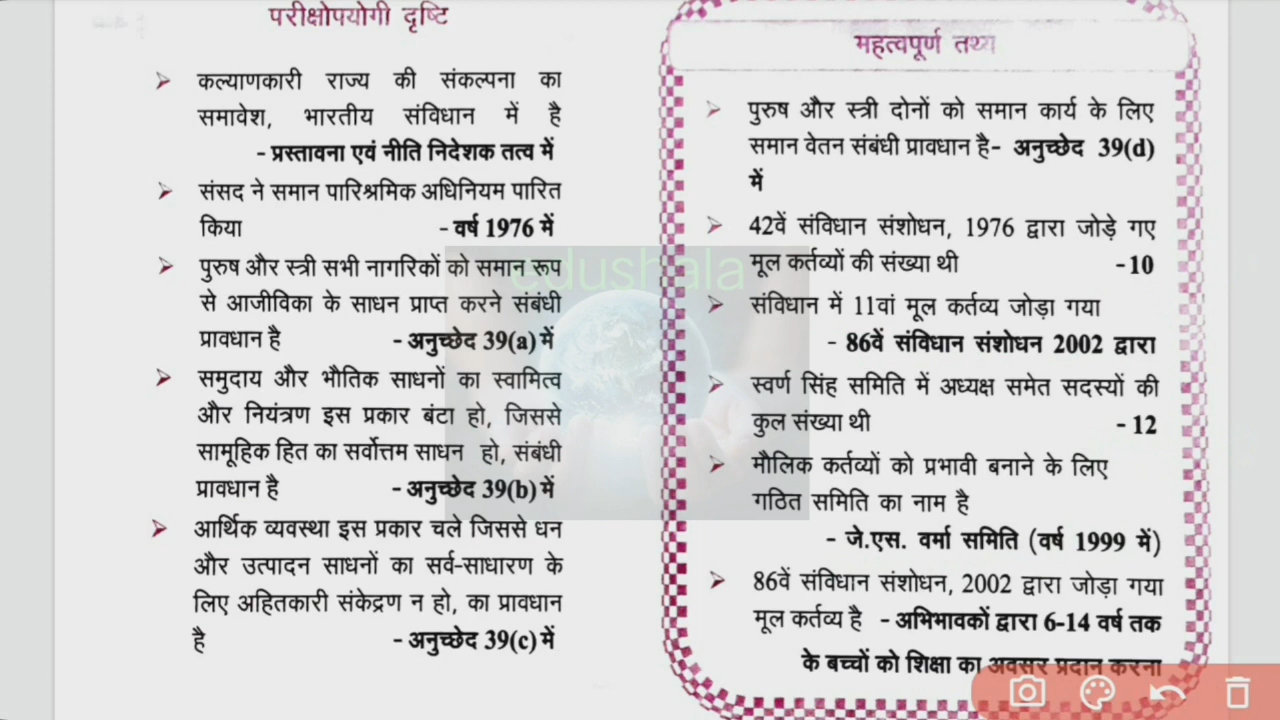 परीक्षोपयोगी दृष्टि
➢ कल्याणकारी राज्य की संकल्पना का
समावेश, भारतीय संविधान में है
- प्रस्तावना एवं नीति निदेशक तत्व में
➢ संसद ने समान पारिश्रमिक अधिनियम पारित
किया - वर्ष 1976 में
➢ पुरुष और स्त्री सभी नागरिकों को समान रूप
से आजीविका के साधन प्राप्त करने संबंधी
प्रावधान है - अनुच्छेद 39(a) में
➢ समुदाय और भौतिक साधनों का स्वामित्व
और नियंत्रण इस प्रकार बंटा हो, जिससे
सामूहिक हित का सर्वोत्तम साधन हो, संबंधी
प्रावधान है - अनुच्छेद 39(b) में
➢ आर्थिक व्यवस्था इस प्रकार चले जिससे धन
और उत्पादन साधनों का सर्व-साधारण के
लिए अहितकारी संकेद्रण न हो, का प्रावधान
है - अनुच्छेद 39(c) में
महत्वपूर्ण तथ्य
➢ पुरुष और स्त्री दोनों को समान कार्य के लिए
समान वेतन संबंधी प्रावधान है- अनुच्छेद 39(d)
में
➢ 42वें संविधान संशोधन, 1976 द्वारा जोड़े गए
मूल कर्तव्यों की संख्या थी -10
➢ संविधान में 11वां मूल कर्तव्य जोड़ा गया
- 86वें संविधान संशोधन 2002 द्वारा
➢ स्वर्ण सिंह समिति में अध्यक्ष समेत सदस्यों की
कुल संख्या थी - 12
➢ मौलिक कर्तव्यों को प्रभावी बनाने के लिए
गठित समिति का नाम है
- जे.एस. वर्मा समिति (वर्ष 1999 में)
➢ 86वें संविधान संशोधन, 2002 द्वारा जोड़ा गया
मूल कर्तव्य है - अभिभावकों द्वारा 6-14 वर्ष तक
के बच्चों को शिक्षा का अवसर प्रदान करना
edushala